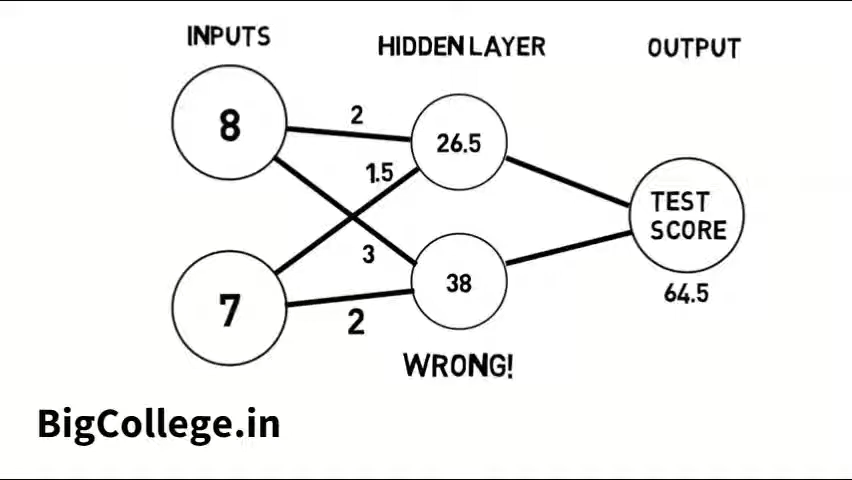 INPUTS
HIDDEN LAYER
OUTPUT
8
2
26.5
1.5
TEST
SCORE
3
7
2
38
64.5
WRONG!
BigCollege.in